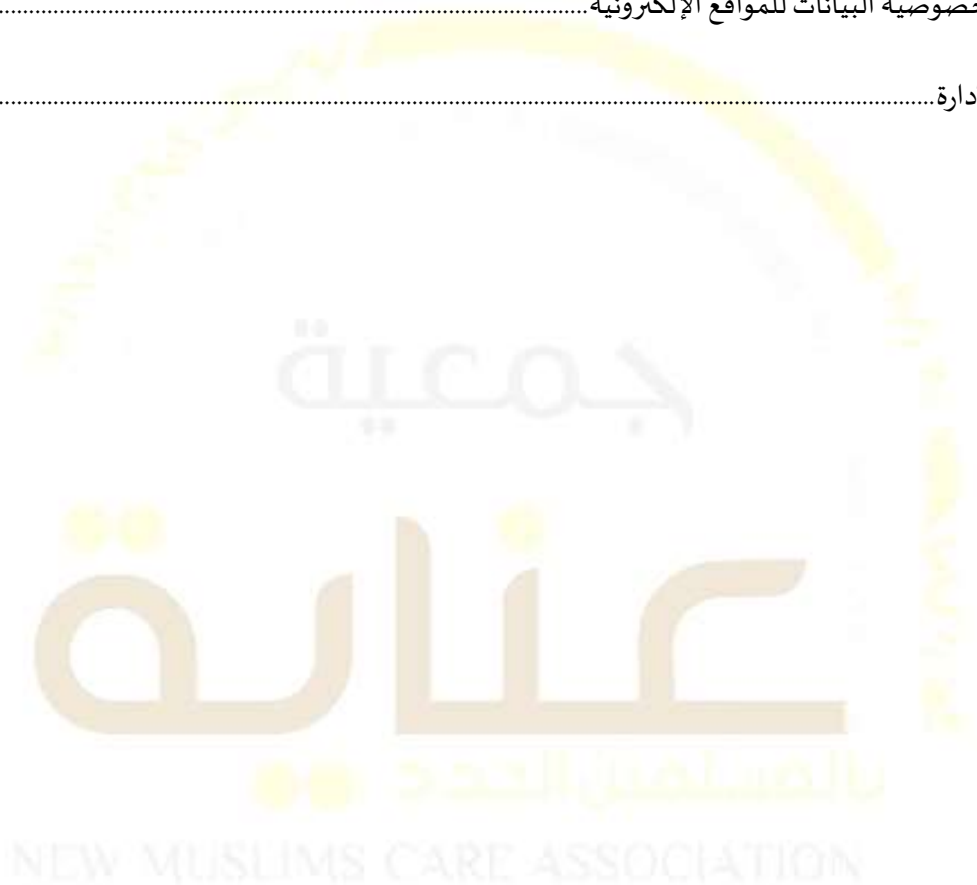 خصوصية البيانات للمواقع الإلكترونية..........
دارة..........
جمعية
عناية
بالمسلمين الجدد
NEW MUSLIMS CARE ASSOCIATION